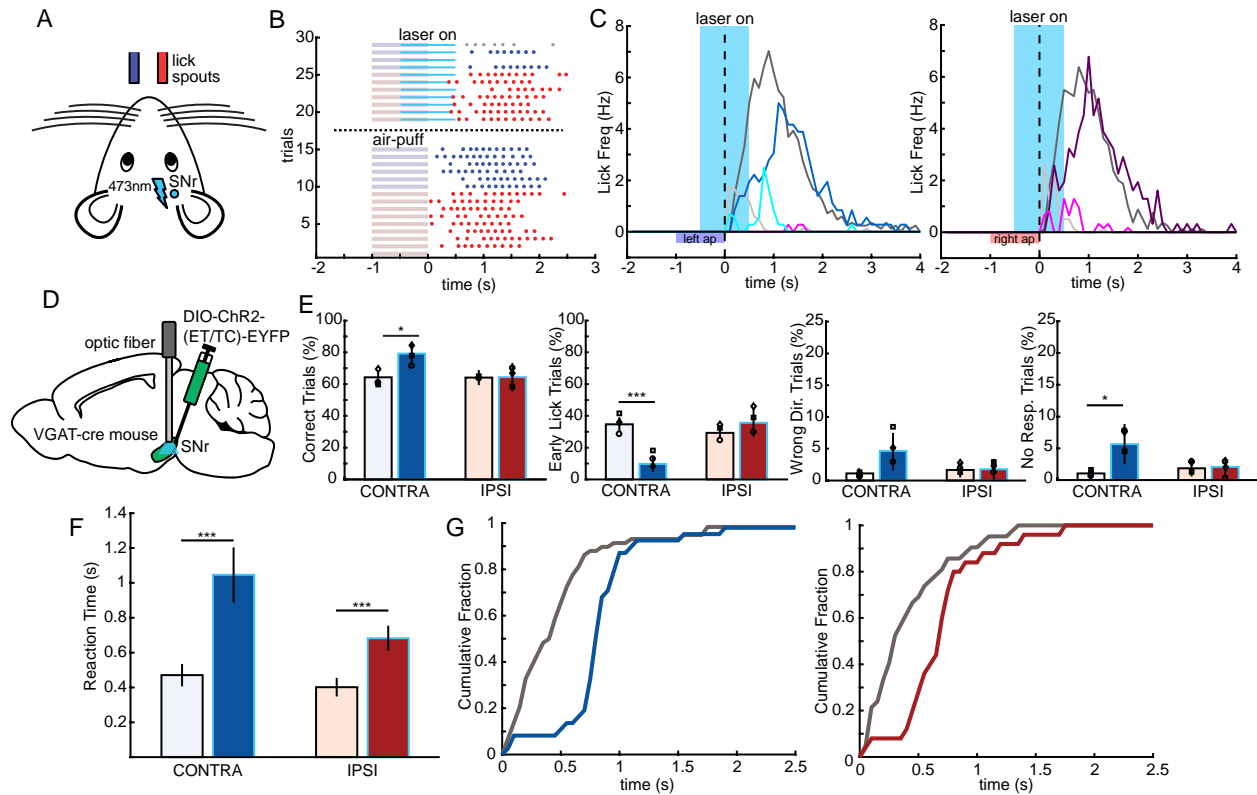 A
lick
spouts
473nm
SNr
B
laser on
30
25
20
15
10
5
trials
air-puff
-2
-1
0
1
2
3
time (s)
C
laser on
8
6
4
2
0
Lick Freq (Hz)
left ap
-2
-1
0
1
2
3
4
time (s)
laser on
8
6
4
2
0
Lick Freq (Hz)
right ap
-2
-1
0
1
2
3
4
time (s)
D
DIO-ChR2-
(ET/TC)-EYFP
optic fiber
VGAT-cre mouse
SNr
E
100
80
60
40
20
Correct Trials (%)
*
CONTRA
IPSI
100
80
60
40
20
Early Lick Trials (%)
***
CONTRA
IPSI
25
20
15
10
5
0
Wrong Dir. Trials (%)
CONTRA
IPSI
25
20
15
10
5
0
No Resp. Trials (%)
*
CONTRA
IPSI
F
1.4
1.2
1
0.8
0.6
0.4
0.2
Reaction Time (s)
***
***
CONTRA
IPSI
G
1
0.8
0.6
0.4
0.2
0
Cumulative Fraction
0
0.5
1
1.5
2
2.5
time (s)
1
0.8
0.6
0.4
0.2
0
Cumulative Fraction
0
0.5
1
1.5
2
2.5
time (s)